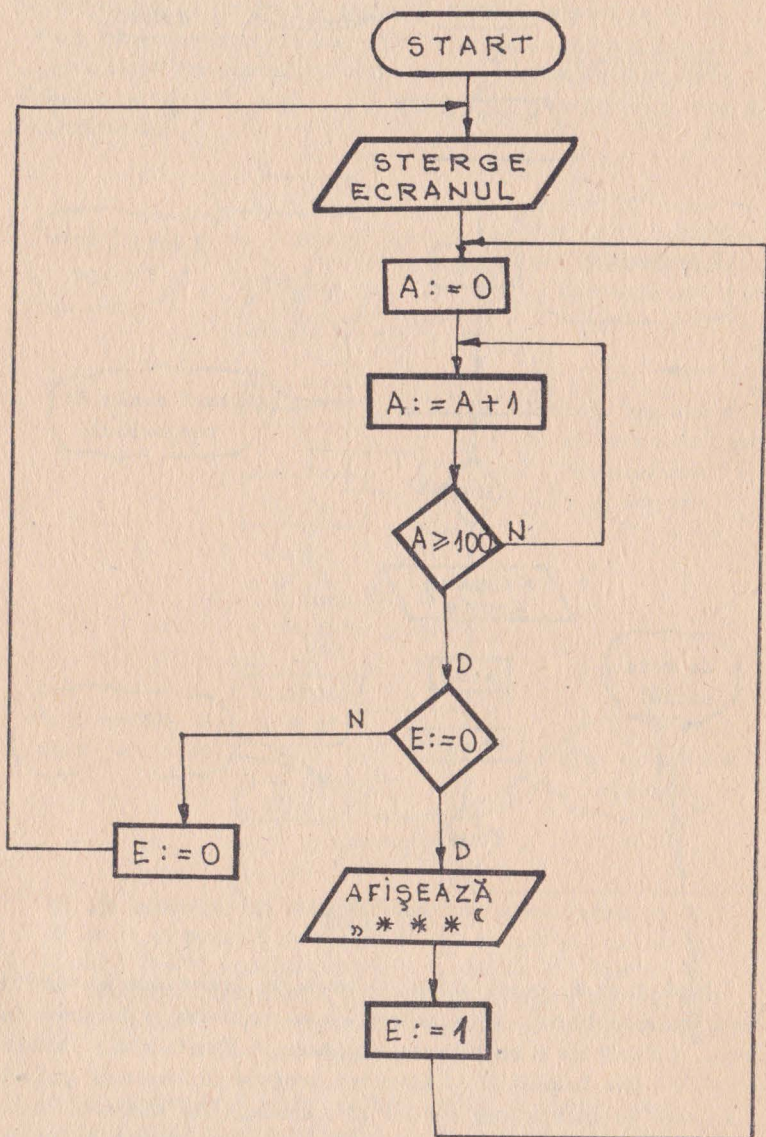 START
STERGE
ECRANUL
A:=0
A:=A+1
A≥100
N
D
N
E:=0
E:=0
D
AFIŞEAZĂ
„ * * * “
E:=1